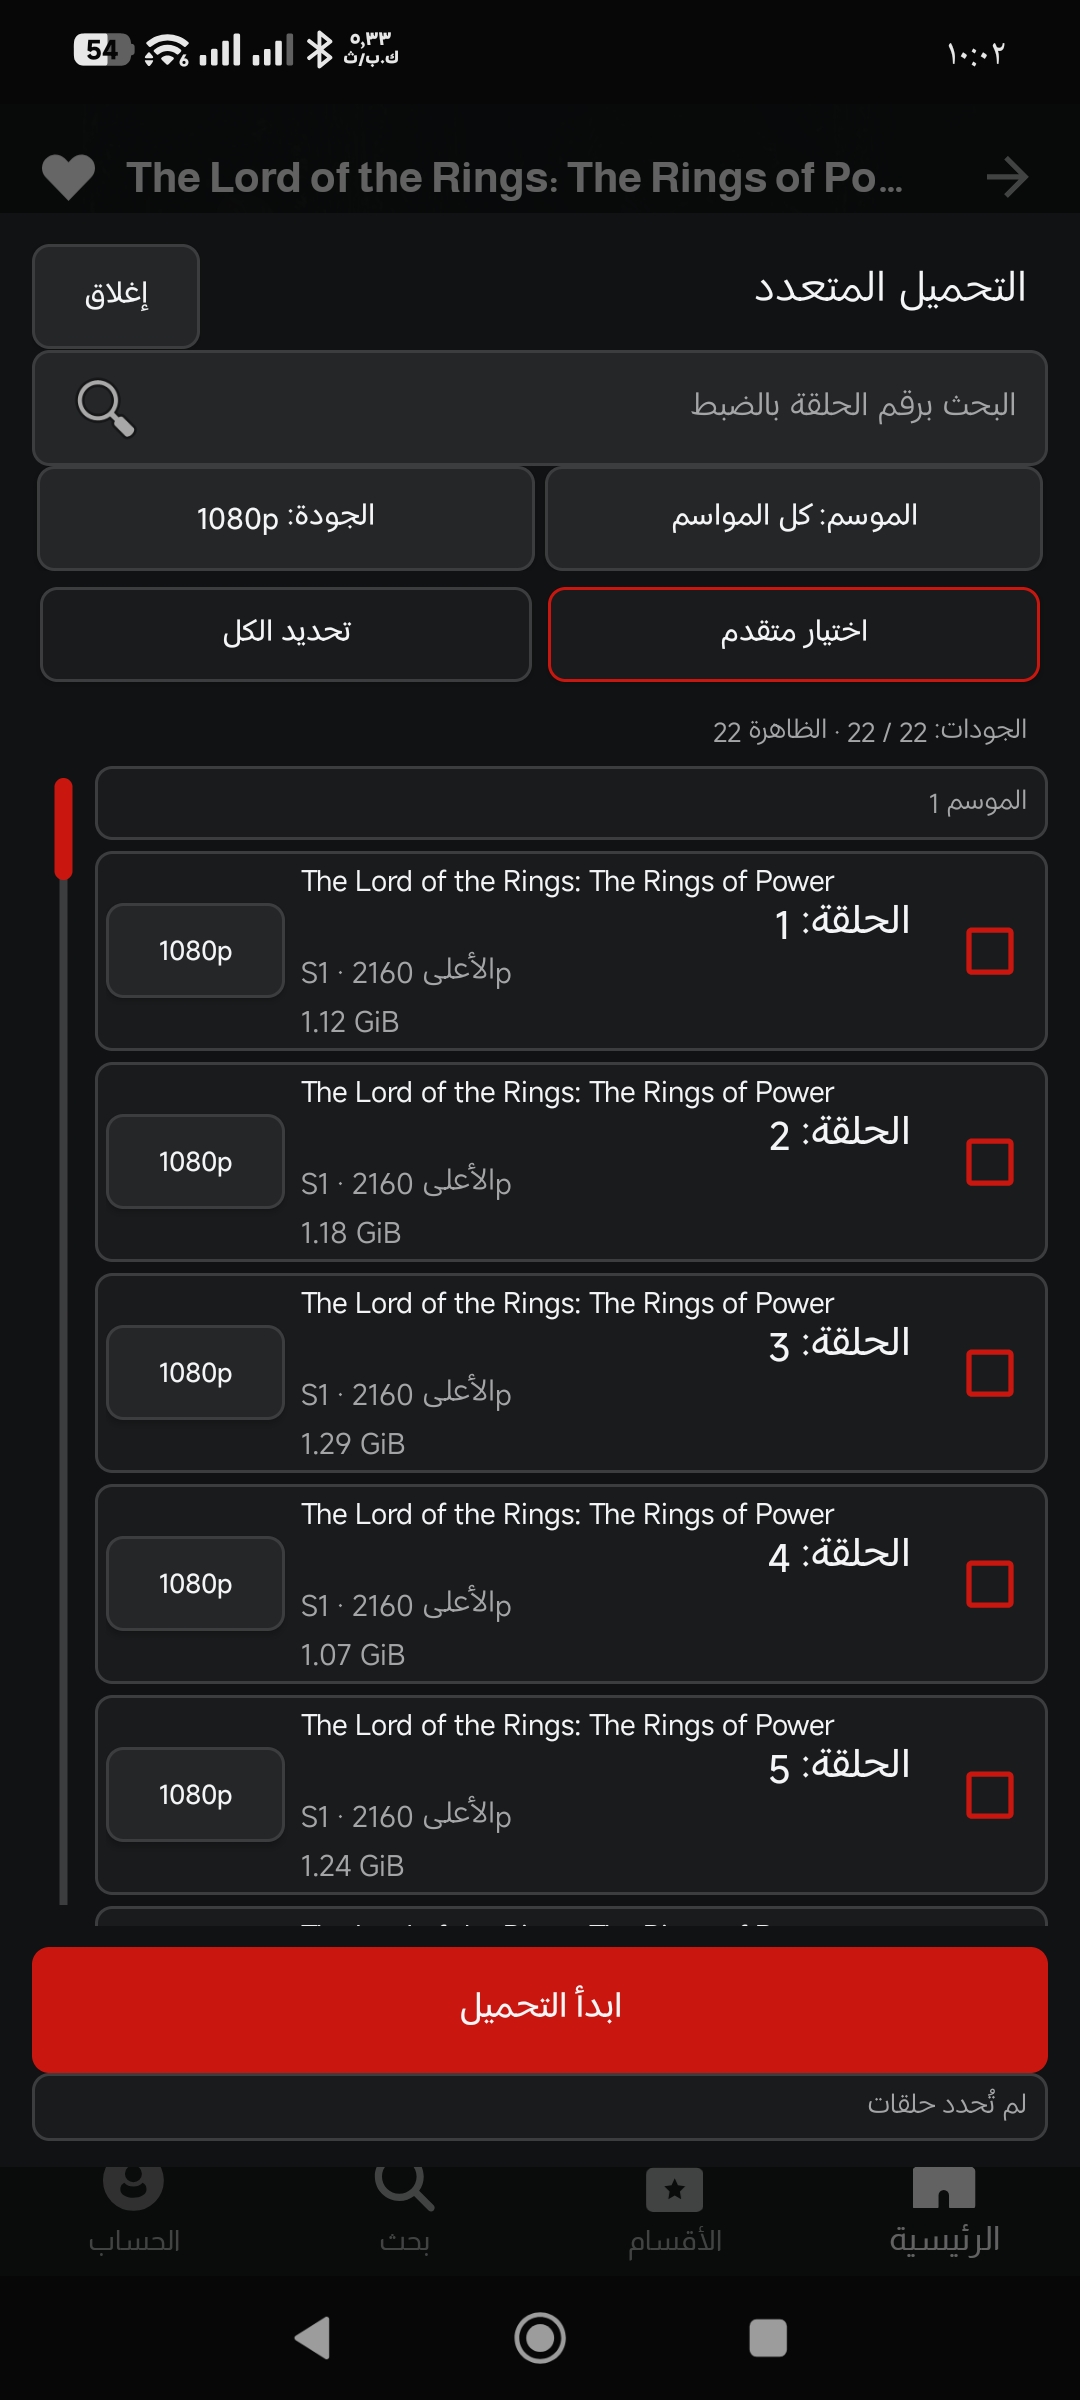 54
٥,٣٣
ك.ب/ث
١٠:٠٢
The Lord of the Rings: The Rings of Po...
التحميل المتعدد
إغلاق
البحث برقم الحلقة بالضبط
الموسم: كل المواسم
الجودة: 1080p
اختيار متقدم
تحديد الكل
الجودات: 22 / 22 · الظاهرة 22
الموسم 1
The Lord of the Rings: The Rings of Power
الحلقة: 1
1080p
S1 · 2160 الأعلىp
1.12 GiB
The Lord of the Rings: The Rings of Power
الحلقة: 2
1080p
S1 · 2160 الأعلىp
1.18 GiB
The Lord of the Rings: The Rings of Power
الحلقة: 3
1080p
S1 · 2160 الأعلىp
1.29 GiB
The Lord of the Rings: The Rings of Power
الحلقة: 4
1080p
S1 · 2160 الأعلىp
1.07 GiB
The Lord of the Rings: The Rings of Power
الحلقة: 5
1080p
S1 · 2160 الأعلىp
1.24 GiB
ابدأ التحميل
لم تُحدد حلقات
الرئيسية
الأقسام
بحث
الحساب